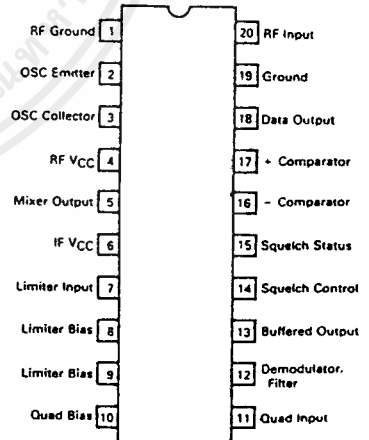 RF Ground 1
20 RF Input
OSC Emitter 2
19 Ground
OSC Collector 3
18 Data Output
RF VCC 4
17 + Comparator
Mixer Output 5
16 - Comparator
IF VCC 6
15 Squelch Status
Limiter Input 7
14 Squelch Control
Limiter Bias 8
13 Buffered Output
Limiter Bias 9
12 Demodulator.
Filter
Quad Bias 10
11 Quad Input